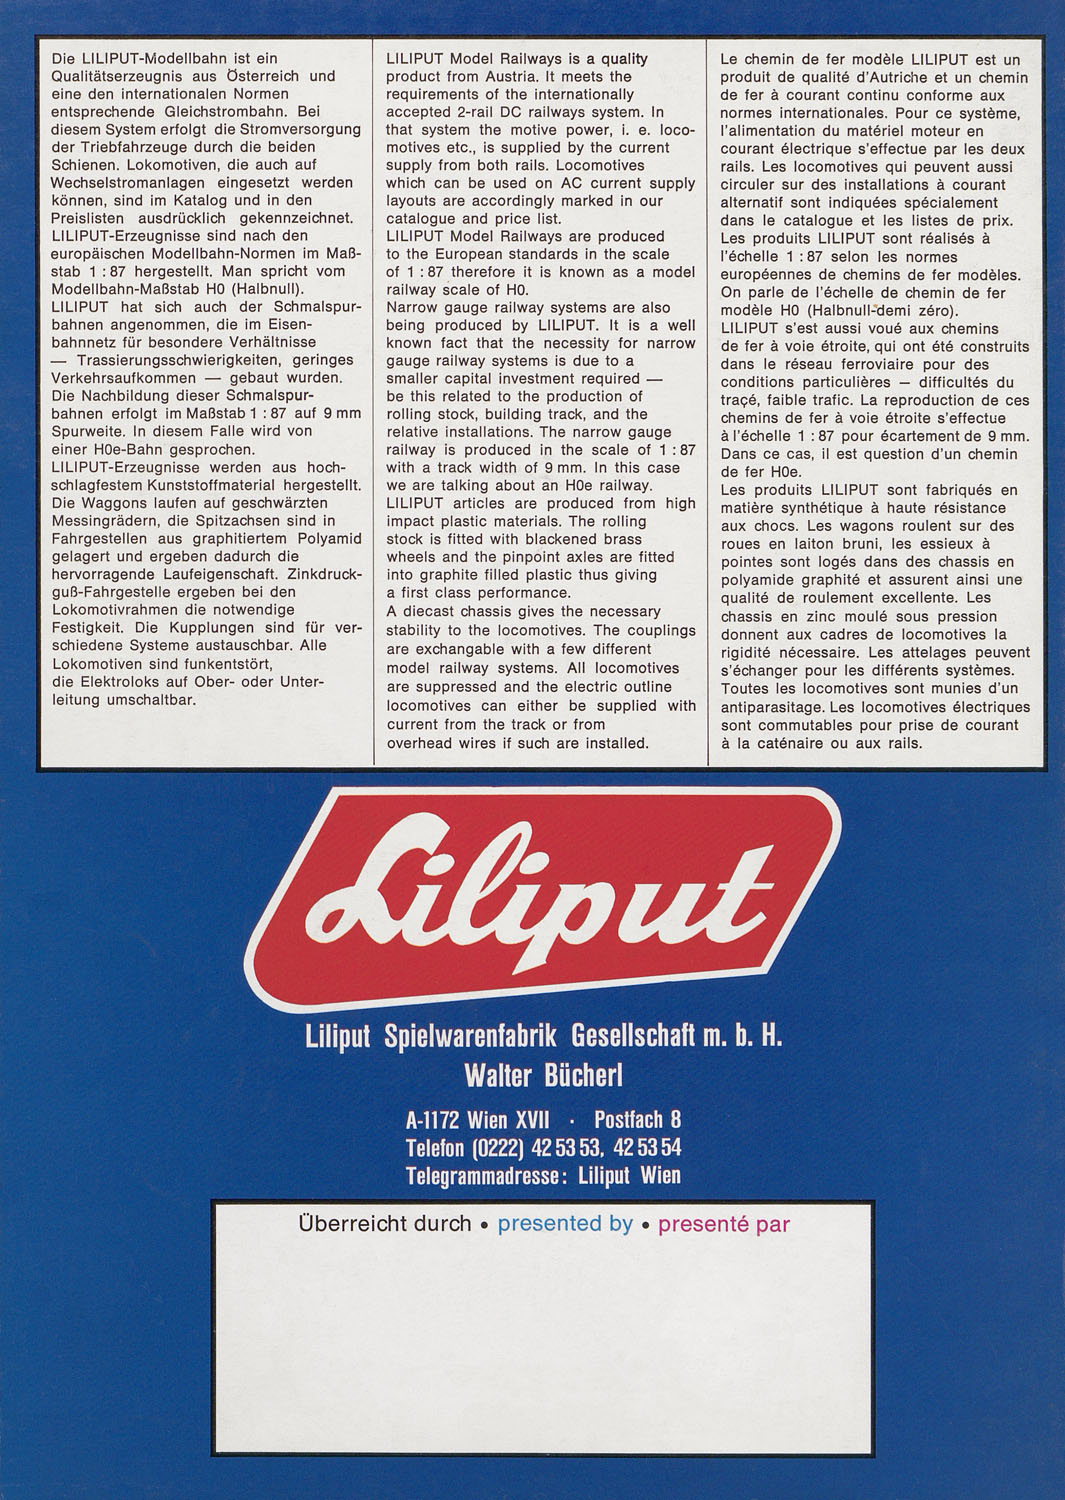 Die LILIPUT-Modellbahn ist ein
Qualitätserzeugnis aus Österreich und
eine den internationalen Normen
entsprechende Gleichstrombahn. Bei
diesem System erfolgt die Stromversorgung
der Triebfahrzeuge durch die beiden
Schienen. Lokomotiven, die auch auf
Wechselstromanlagen eingesetzt werden
können, sind im Katalog und in den
Preislisten ausdrücklich gekennzeichnet.
LILIPUT-Erzeugnisse sind nach den
europäischen Modellbahn-Normen im Maß-
stab 1 : 87 hergestellt. Man spricht vom
Modellbahn-Maßstab H0 (Halbnull).
LILIPUT hat sich auch der Schmalspur-
bahnen angenommen, die im Eisen-
bahnnetz für besondere Verhältnisse
— Trassierungsschwierigkeiten, geringes
Verkehrsaufkommen — gebaut wurden.
Die Nachbildung dieser Schmalspur-
bahnen erfolgt im Maßstab 1 : 87 auf 9 mm
Spurweite. In diesem Falle wird von
einer H0e-Bahn gesprochen.
LILIPUT-Erzeugnisse werden aus hoch-
schlagfestem Kunststoffmaterial hergestellt.
Die Waggons laufen auf geschwärzten
Messingrädern, die Spitzachsen sind in
Fahrgestellen aus graphitiertem Polyamid
gelagert und ergeben dadurch die
hervorragende Laufeigenschaft. Zinkdruck-
guß-Fahrgestelle ergeben bei den
Lokomotivrahmen die notwendige
Festigkeit. Die Kupplungen sind für ver-
schiedene Systeme austauschbar. Alle
Lokomotiven sind funkentstört,
die Elektroloks auf Ober- oder Unter-
leitung umschaltbar.
LILIPUT Model Railways is a quality
product from Austria. It meets the
requirements of the internationally
accepted 2-rail DC railways system. In
that system the motive power, i. e. loco-
motives etc., is supplied by the current
supply from both rails. Locomotives
which can be used on AC current supply
layouts are accordingly marked in our
catalogue and price list.
LILIPUT Model Railways are produced
to the European standards in the scale
of 1 : 87 therefore it is known as a model
railway scale of H0.
Narrow gauge railway systems are also
being produced by LILIPUT. It is a well
known fact that the necessity for narrow
gauge railway systems is due to a
smaller capital investment required —
be this related to the production of
rolling stock, building track, and the
relative installations. The narrow gauge
railway is produced in the scale of 1 : 87
with a track width of 9 mm. In this case
we are talking about an H0e railway.
LILIPUT articles are produced from high
impact plastic materials. The rolling
stock is fitted with blackened brass
wheels and the pinpoint axles are fitted
into graphite filled plastic thus giving
a first class performance.
A diecast chassis gives the necessary
stability to the locomotives. The couplings
are exchangable with a few different
model railway systems. All locomotives
are suppressed and the electric outline
locomotives can either be supplied with
current from the track or from
overhead wires if such are installed.
Le chemin de fer modèle LILIPUT est un
produit de qualité d'Autriche et un chemin
de fer à courant continu conforme aux
normes internationales. Pour ce système,
l'alimentation du matériel moteur en
courant électrique s'effectue par les deux
rails. Les locomotives qui peuvent aussi
circuler sur des installations à courant
alternatif sont indiquées spécialement
dans le catalogue et les listes de prix.
Les produits LILIPUT sont réalisés à
l'échelle 1 : 87 selon les normes
européennes de chemins de fer modèles.
On parle de l'échelle de chemin de fer
modèle H0 (Halbnull-demi zéro).
LILIPUT s'est aussi voué aux chemins
de fer à voie étroite, qui ont été construits
dans le réseau ferroviaire pour des
conditions particulières — difficultés du
traçé, faible trafic. La reproduction de ces
chemins de fer à voie étroite s'effectue
à l'échelle 1 : 87 pour écartement de 9 mm.
Dans ce cas, il est question d'un chemin
de fer H0e.
Les produits LILIPUT sont fabriqués en
matière synthétique à haute résistance
aux chocs. Les wagons roulent sur des
roues en laiton bruni, les essieux à
pointes sont logés dans des chassis en
polyamide graphité et assurent ainsi une
qualité de roulement excellente. Les
chassis en zinc moulé sous pression
donnent aux cadres de locomotives la
rigidité nécessaire. Les attelages peuvent
s'échanger pour les différents systèmes.
Toutes les locomotives sont munies d'un
antiparasitage. Les locomotives électriques
sont commutables pour prise de courant
à la caténaire ou aux rails.
Liliput
Liliput Spielwarenfabrik Gesellschaft m. b. H.
Walter Bücherl
A-1172 Wien XVII · Postfach 8
Telefon (0222) 42 53 53, 42 53 54
Telegrammadresse: Liliput Wien
Überreicht durch • presented by • presenté par